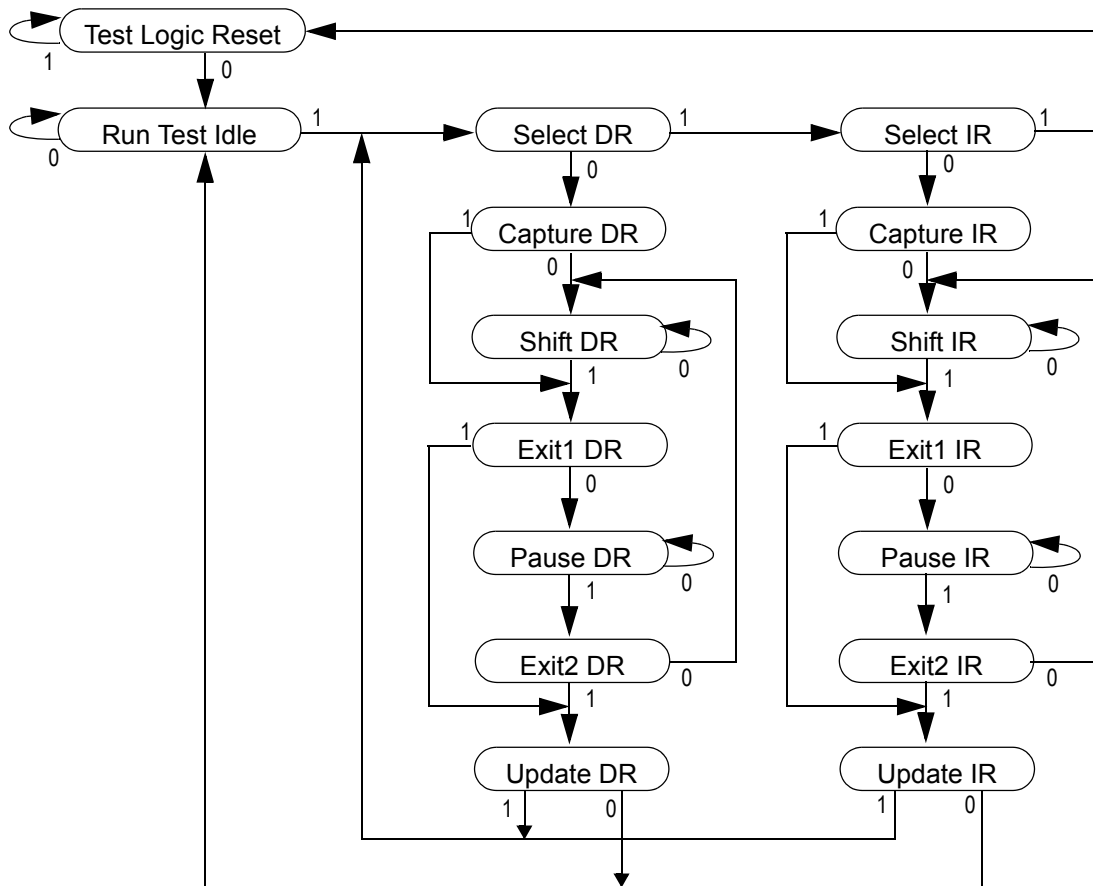 Test Logic Reset
1
0
Run Test Idle
1
Select DR
1
Select IR
1
0
0
0
1
Capture DR
1
Capture IR
0
0
Shift DR
Shift IR
0
0
1
1
1
Exit1 DR
1
Exit1 IR
0
0
Pause DR
Pause IR
0
0
1
1
Exit2 DR
Exit2 IR
0
0
1
1
Update DR
Update IR
1
0
1
0